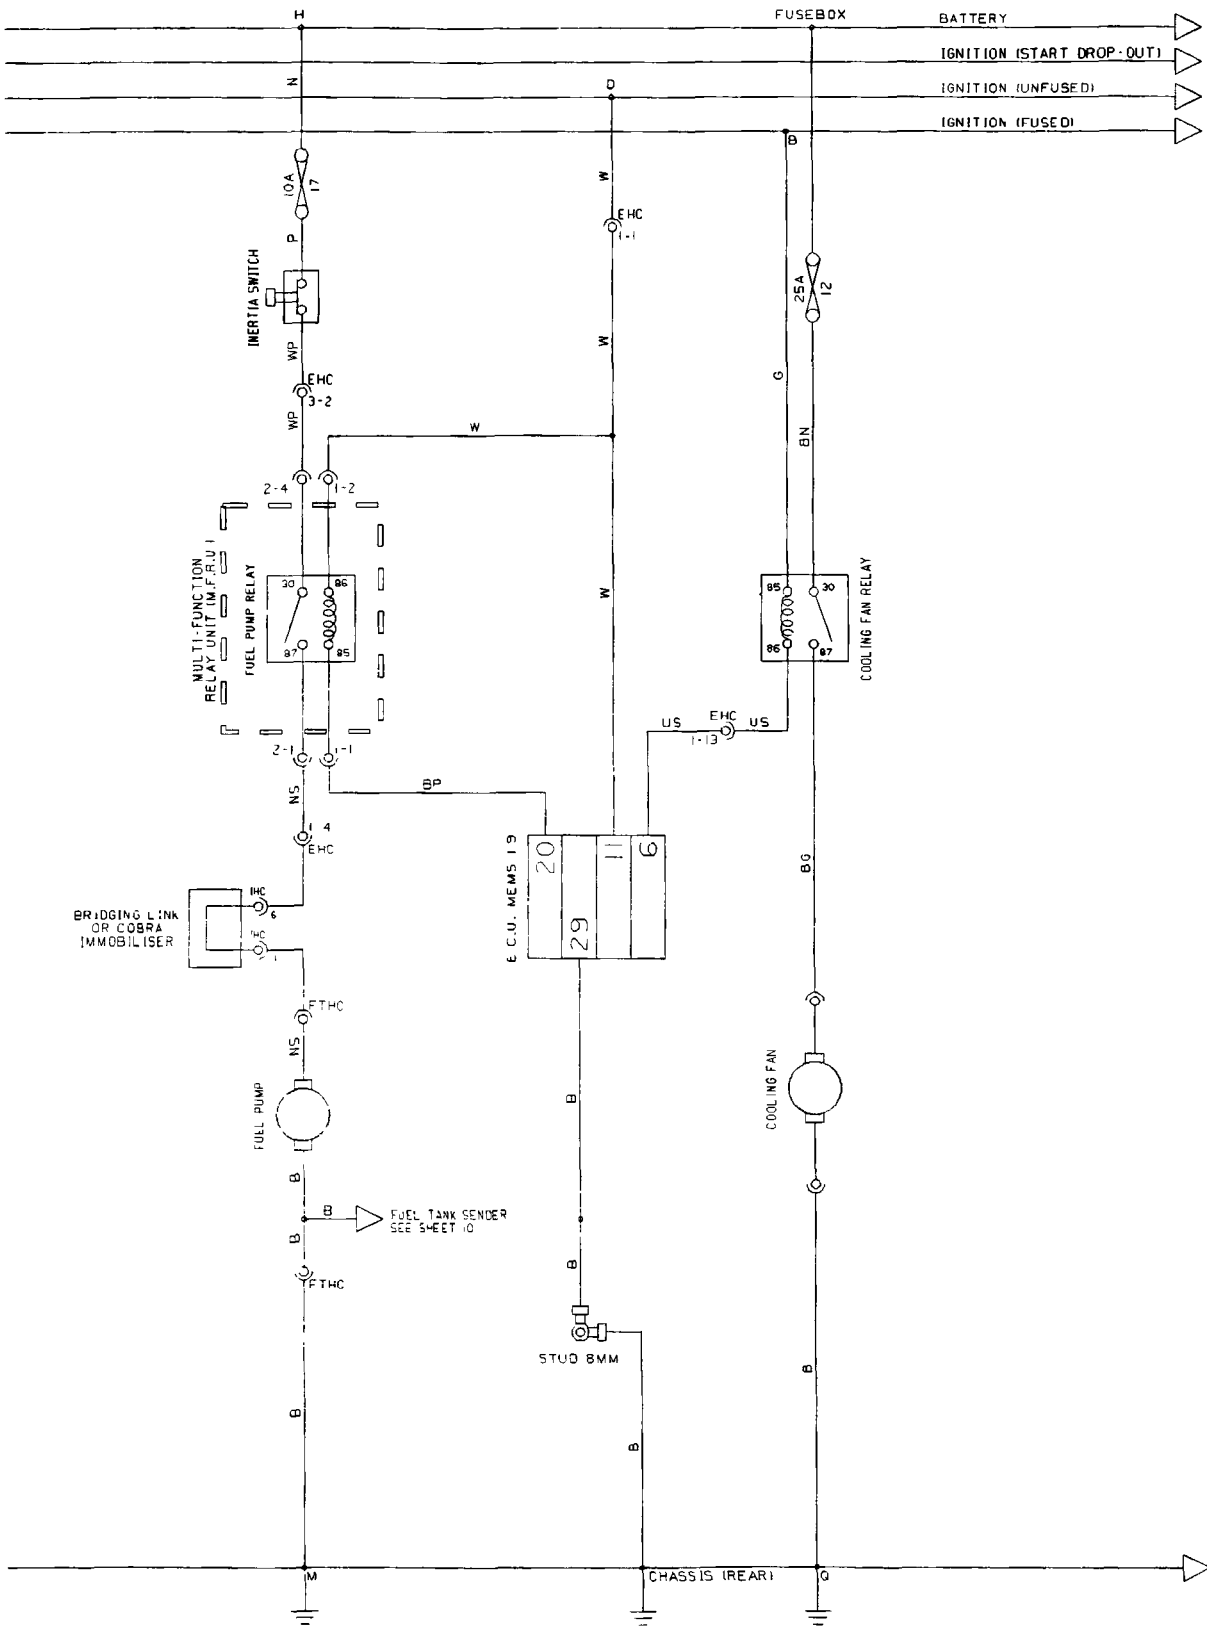 H
FUSEBOX
BATTERY
IGNITION (START DROP-OUT)
N
D
IGNITION (UNFUSED)
IGNITION (FUSED)
B
10A
17
W
EHC
1-1
P
INERTIA SWITCH
25A
12
WP
W
EHC
3-2
G
WP
W
BN
2-4
1-2
MULTI-FUNCTION
RELAY UNIT (M.F.R.U)
FUEL PUMP RELAY
30
86
87
85
W
85
30
86
87
COOLING FAN RELAY
US
EHC
1-13
US
2-1
1-1
NS
BP
1-4
EHC
E.C.U. MEMS 1 9
20
29
11
6
BG
BRIDGING LINK
OR COBRA
IMMOBILISER
IHC
6
IHC
1
FTHC
NS
FUEL PUMP
COOLING FAN
B
B
B
FUEL TANK SENDER
SEE SHEET 10
B
B
FTHC
STUD 8MM
B
B
B
M
CHASSIS (REAR)
Q